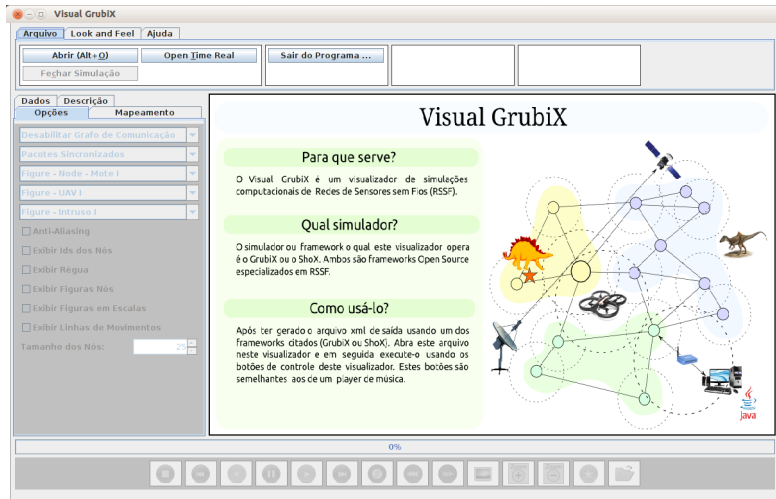 Visual GrubiX
Arquivo Look and Feel Ajuda
Abrir (Alt+O) Open Time Real Sair do Programa ...
Fechar Simulação
Dados Descrição
Opções Mapeamento
Desabilitar Grafo de Comunicação
Pacotes Sincronizados
Figure - Node - Mote I
Figure - UAV I
Figure - Intruso I
Anti-Aliasing
Exibir Ids dos Nós
Exibir Régua
Exibir Figuras Nós
Exibir Figuras em Escalas
Exibir Linhas de Movimentos
Tamanho dos Nós: 25
Visual GrubiX
Para que serve?
O Visual GrubiX é um visualizador de simulações
computacionais de Redes de Sensores sem Fios (RSSF).
Qual simulador?
O simulador ou framework o qual este visualizador opera
é o GrubiX ou o ShoX. Ambos são frameworks Open Source
especializados em RSSF.
Como usá-lo?
Após ter gerado o arquivo xml de saída usando um dos
frameworks citados (GrubiX ou ShoX). Abra este arquivo
neste visualizador e em seguida execute-o usando os
botões de controle deste visualizador. Estes botões são
semelhantes aos de um player de música.
Java
0%